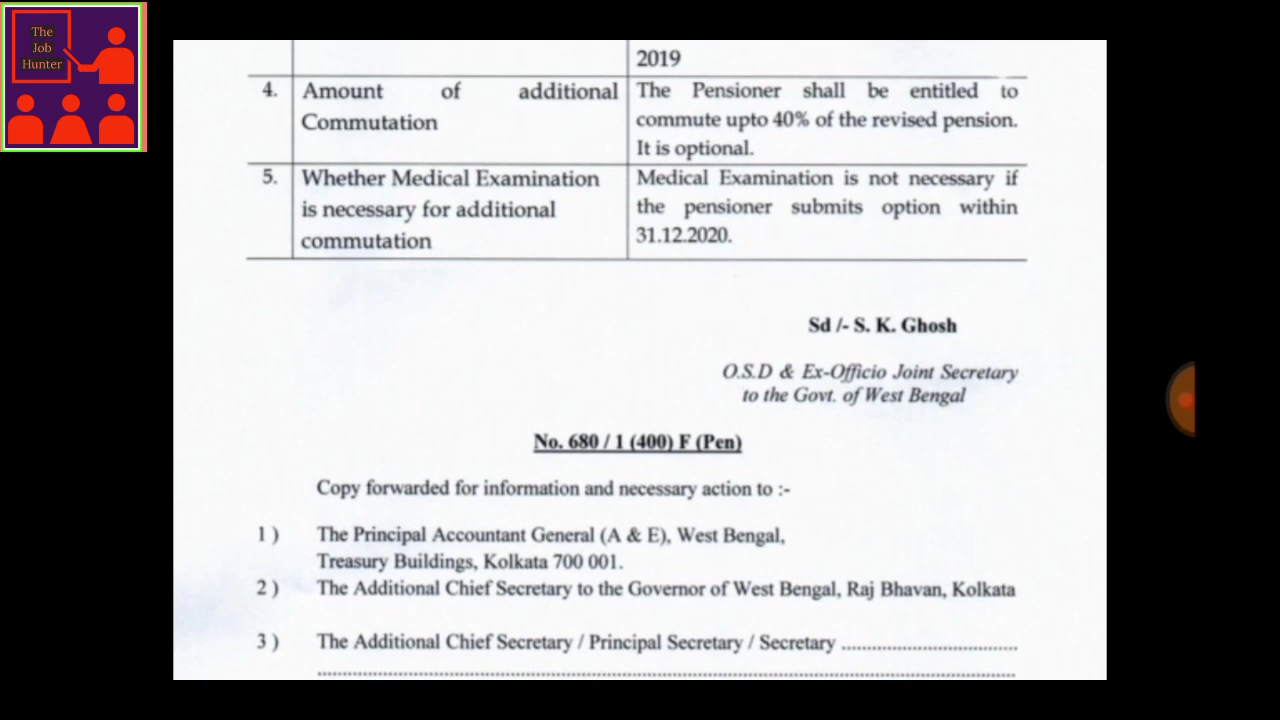 The
Job
Hunter
2019
4. Amount of additional Commutation
The Pensioner shall be entitled to
commute upto 40% of the revised pension.
It is optional.
5. Whether Medical Examination
is necessary for additional
commutation
Medical Examination is not necessary if
the pensioner submits option within
31.12.2020.
Sd /- S. K. Ghosh
O.S.D & Ex-Officio Joint Secretary
to the Govt. of West Bengal
No. 680 / 1 (400) F (Pen)
Copy forwarded for information and necessary action to :-
1 ) The Principal Accountant General (A & E), West Bengal,
Treasury Buildings, Kolkata 700 001.
2 ) The Additional Chief Secretary to the Governor of West Bengal, Raj Bhavan, Kolkata
3 ) The Additional Chief Secretary / Principal Secretary / Secretary ...................................